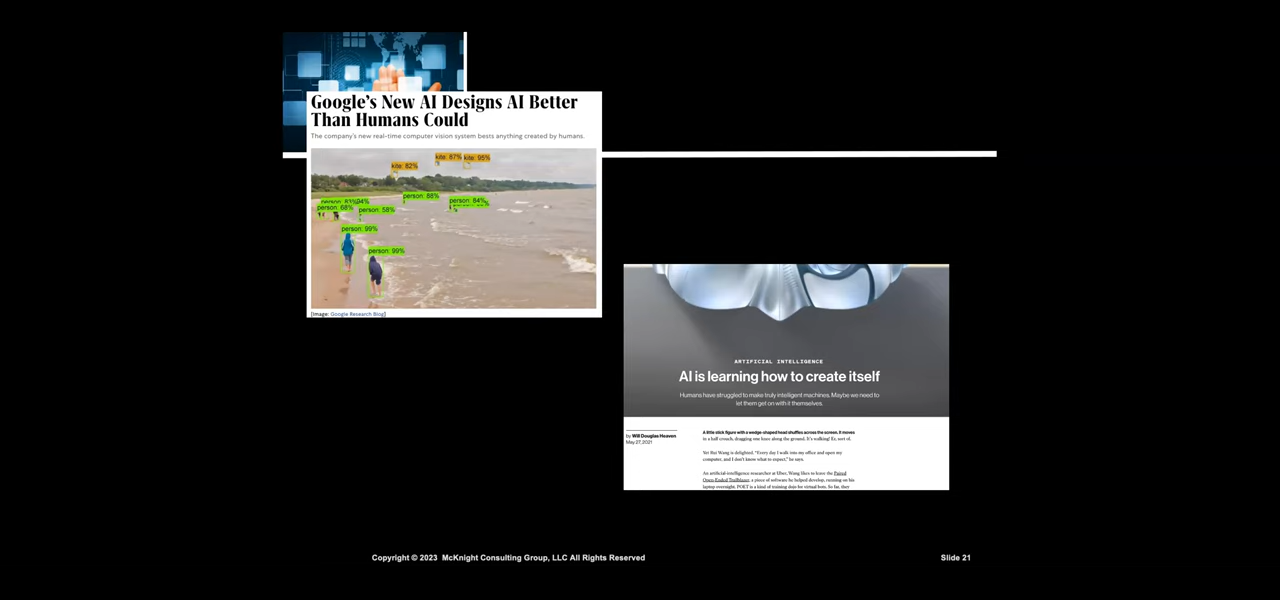 Google's New AI Designs AI Better
Than Humans Could
The company's new real-time computer vision system bests anything created by humans.
kite: 82%
kite: 87%
kite: 95%
person: 88%
person: 84%
person: 68%
person: 58%
person: 99%
person: 99%
[Image: Google Research Blog]
ARTIFICIAL INTELLIGENCE
AI is learning how to create itself
Humans have struggled to make truly intelligent machines. Maybe we need to
let them get on with it themselves.
by Will Douglas Heaven
May 27, 2021
A little stick figure with a wedge-shaped head shuffles across the screen. It moves
in a half crouch, dragging one knee along the ground. It's walking! Er, sort of.
Yet Rui Wang is delighted. "Every day I walk into my office and open my
computer, and I don't know what to expect," he says.
An artificial-intelligence researcher at Uber, Wang likes to leave the Paired
Open-Ended Trailblazer, a piece of software he helped develop, running on his
laptop overnight. POET is a kind of training dojo for virtual bots. So far, they
Copyright © 2023 McKnight Consulting Group, LLC All Rights Reserved
Slide 21